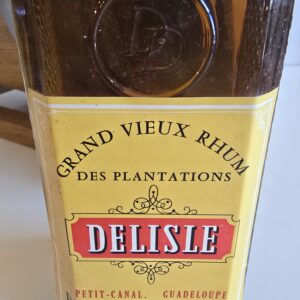 GRAND VIEUX RHUM
DES PLANTATIONS
DELISLE
PETIT-CANAL. GUADELOUPE